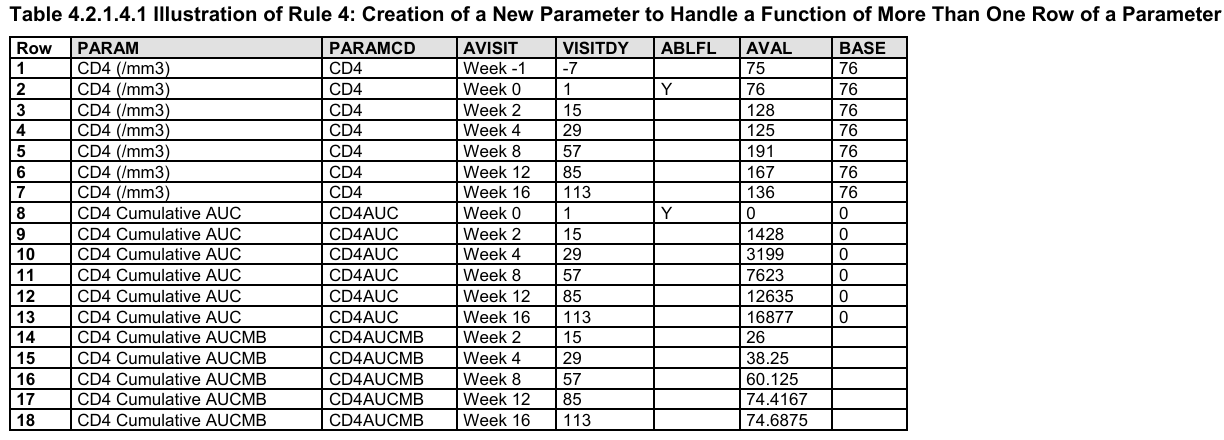 Table 4.2.1.4.1 Illustration of Rule 4: Creation of a New Parameter to Handle a Function of More Than One Row of a Parameter
Row PARAM PARAMCD AVISIT VISITDY ABLFL AVAL BASE
1 CD4 (/mm3) CD4 Week -1 -7 75 76
2 CD4 (/mm3) CD4 Week 0 1 Y 76 76
3 CD4 (/mm3) CD4 Week 2 15 128 76
4 CD4 (/mm3) CD4 Week 4 29 125 76
5 CD4 (/mm3) CD4 Week 8 57 191 76
6 CD4 (/mm3) CD4 Week 12 85 167 76
7 CD4 (/mm3) CD4 Week 16 113 136 76
8 CD4 Cumulative AUC CD4AUC Week 0 1 Y 0 0
9 CD4 Cumulative AUC CD4AUC Week 2 15 1428 0
10 CD4 Cumulative AUC CD4AUC Week 4 29 3199 0
11 CD4 Cumulative AUC CD4AUC Week 8 57 7623 0
12 CD4 Cumulative AUC CD4AUC Week 12 85 12635 0
13 CD4 Cumulative AUC CD4AUC Week 16 113 16877 0
14 CD4 Cumulative AUCMB CD4AUCMB Week 2 15 26
15 CD4 Cumulative AUCMB CD4AUCMB Week 4 29 38.25
16 CD4 Cumulative AUCMB CD4AUCMB Week 8 57 60.125
17 CD4 Cumulative AUCMB CD4AUCMB Week 12 85 74.4167
18 CD4 Cumulative AUCMB CD4AUCMB Week 16 113 74.6875